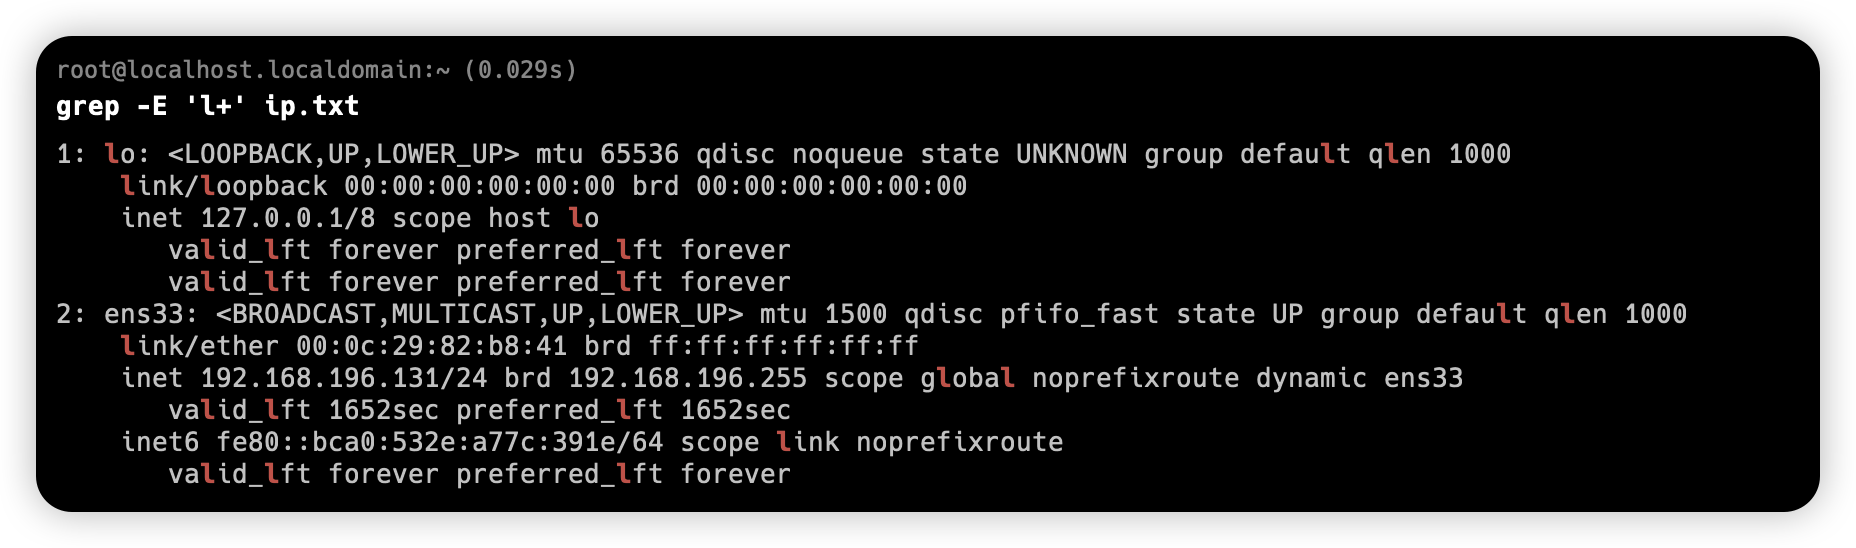 root@localhost.localdomain:~ (0.029s)
grep -E 'l+' ip.txt
1: lo: <LOOPBACK,UP,LOWER_UP> mtu 65536 qdisc noqueue state UNKNOWN group default qlen 1000
    link/loopback 00:00:00:00:00:00 brd 00:00:00:00:00:00
    inet 127.0.0.1/8 scope host lo
       valid_lft forever preferred_lft forever
       valid_lft forever preferred_lft forever
2: ens33: <BROADCAST,MULTICAST,UP,LOWER_UP> mtu 1500 qdisc pfifo_fast state UP group default qlen 1000
    link/ether 00:0c:29:82:b8:41 brd ff:ff:ff:ff:ff:ff
    inet 192.168.196.131/24 brd 192.168.196.255 scope global noprefixroute dynamic ens33
       valid_lft 1652sec preferred_lft 1652sec
    inet6 fe80::bca0:532e:a77c:391e/64 scope link noprefixroute
       valid_lft forever preferred_lft forever